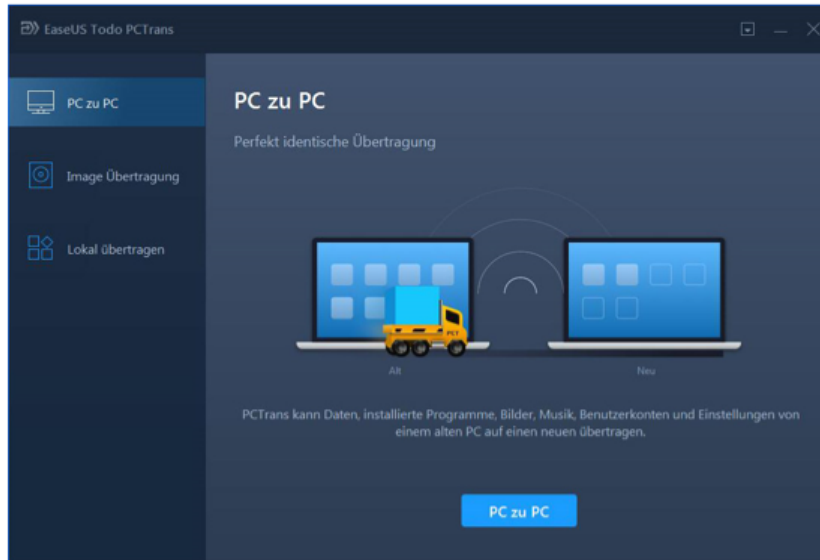 EaseUS Todo PCTrans
PC zu PC
Image Übertragung
Lokal übertragen
PC zu PC
Perfekt identische Übertragung
PCT
Alt
Neu
PCTrans kann Daten, installierte Programme, Bilder, Musik, Benutzerkonten und Einstellungen von
einem alten PC auf einen neuen übertragen.
PC zu PC